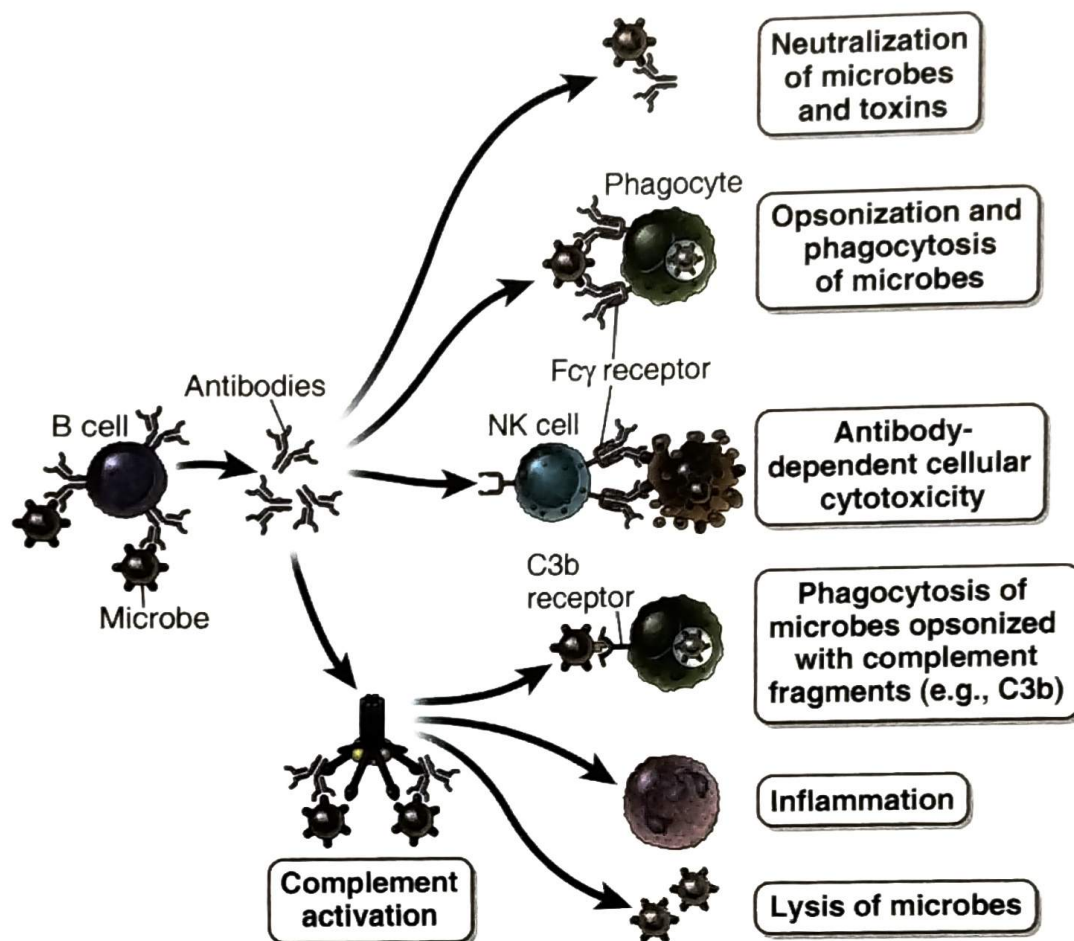 Neutralization
of microbes
and toxins
Phagocyte
Opsonization and
phagocytosis
of microbes
Fcγ receptor
Antibodies
B cell
NK cell
Antibody-
dependent cellular
cytotoxicity
Microbe
C3b
receptor
Phagocytosis of
microbes opsonized
with complement
fragments (e.g., C3b)
Inflammation
Complement
activation
Lysis of microbes